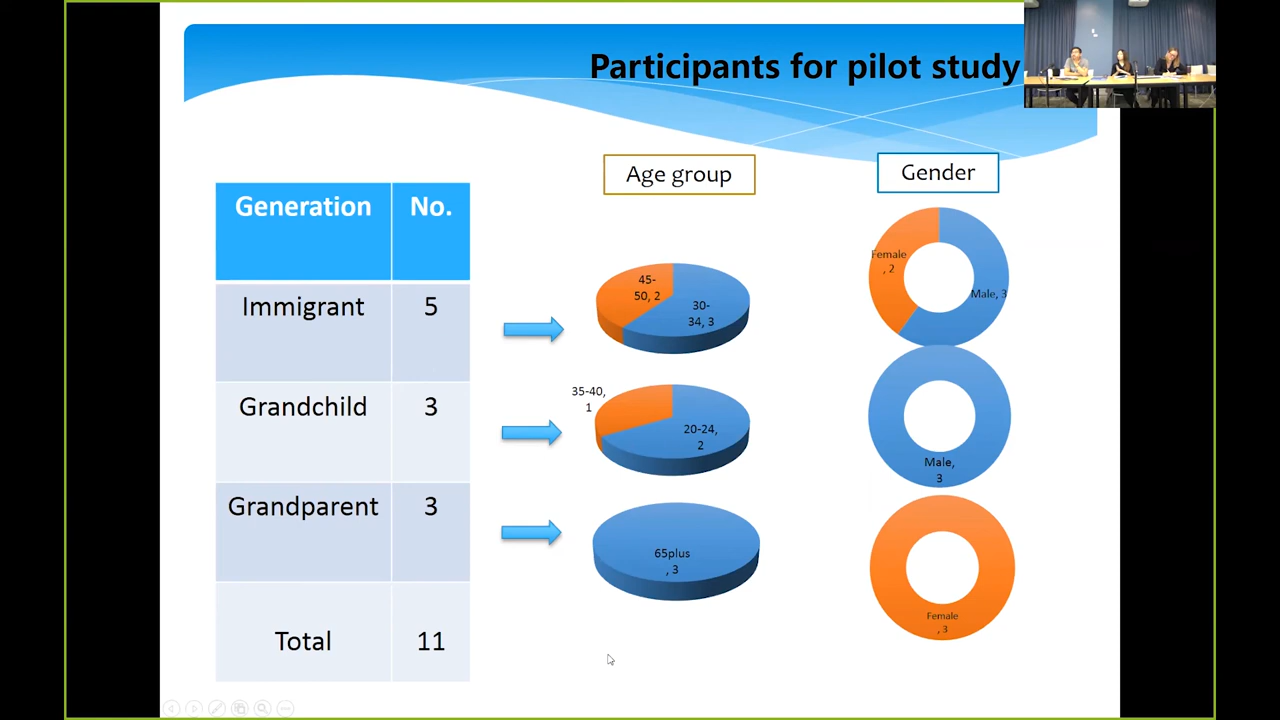 Participants for pilot study
Age group
Gender
Generation No.
Immigrant 5
Grandchild 3
Grandparent 3
Total 11
45-
50, 2
30-
34, 3
35-40,
1
20-24,
2
65plus
, 3
Female
, 2
Male, 3
Male,
3
Female
, 3